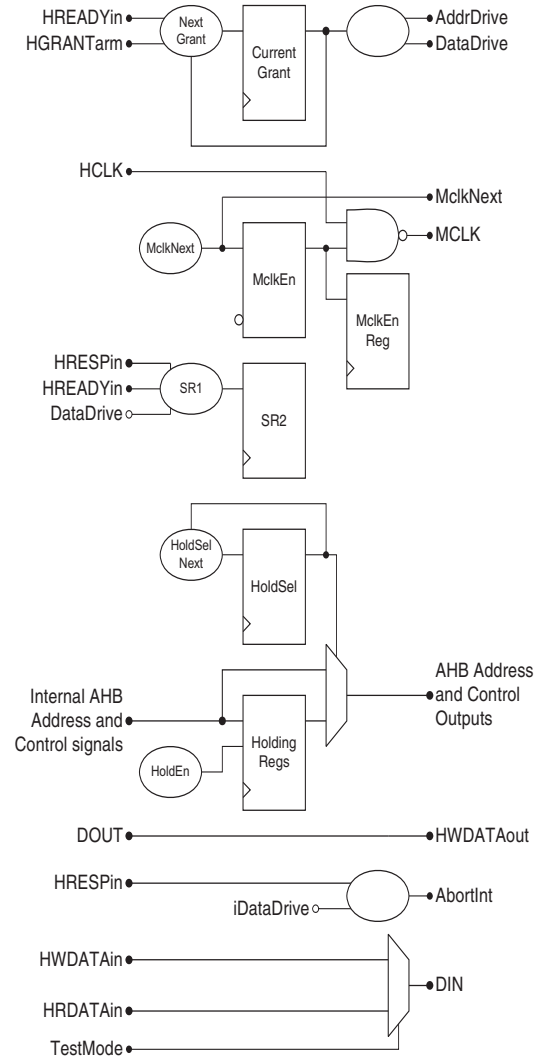 HREADYin
HGRANTarm
Next
Grant
Current
Grant
AddrDrive
DataDrive
HCLK
MclkNext
MCLK
MclkNext
MclkEn
MclkEn
Reg
HRESPin
HREADYin
DataDrive
SR1
SR2
HoldSel
Next
HoldSel
Internal AHB
Address and
Control signals
AHB Address
and Control
Outputs
Holding
Regs
HoldEn
DOUT
HWDATAout
HRESPin
iDataDrive
AbortInt
HWDATAin
HRDATAin
DIN
TestMode